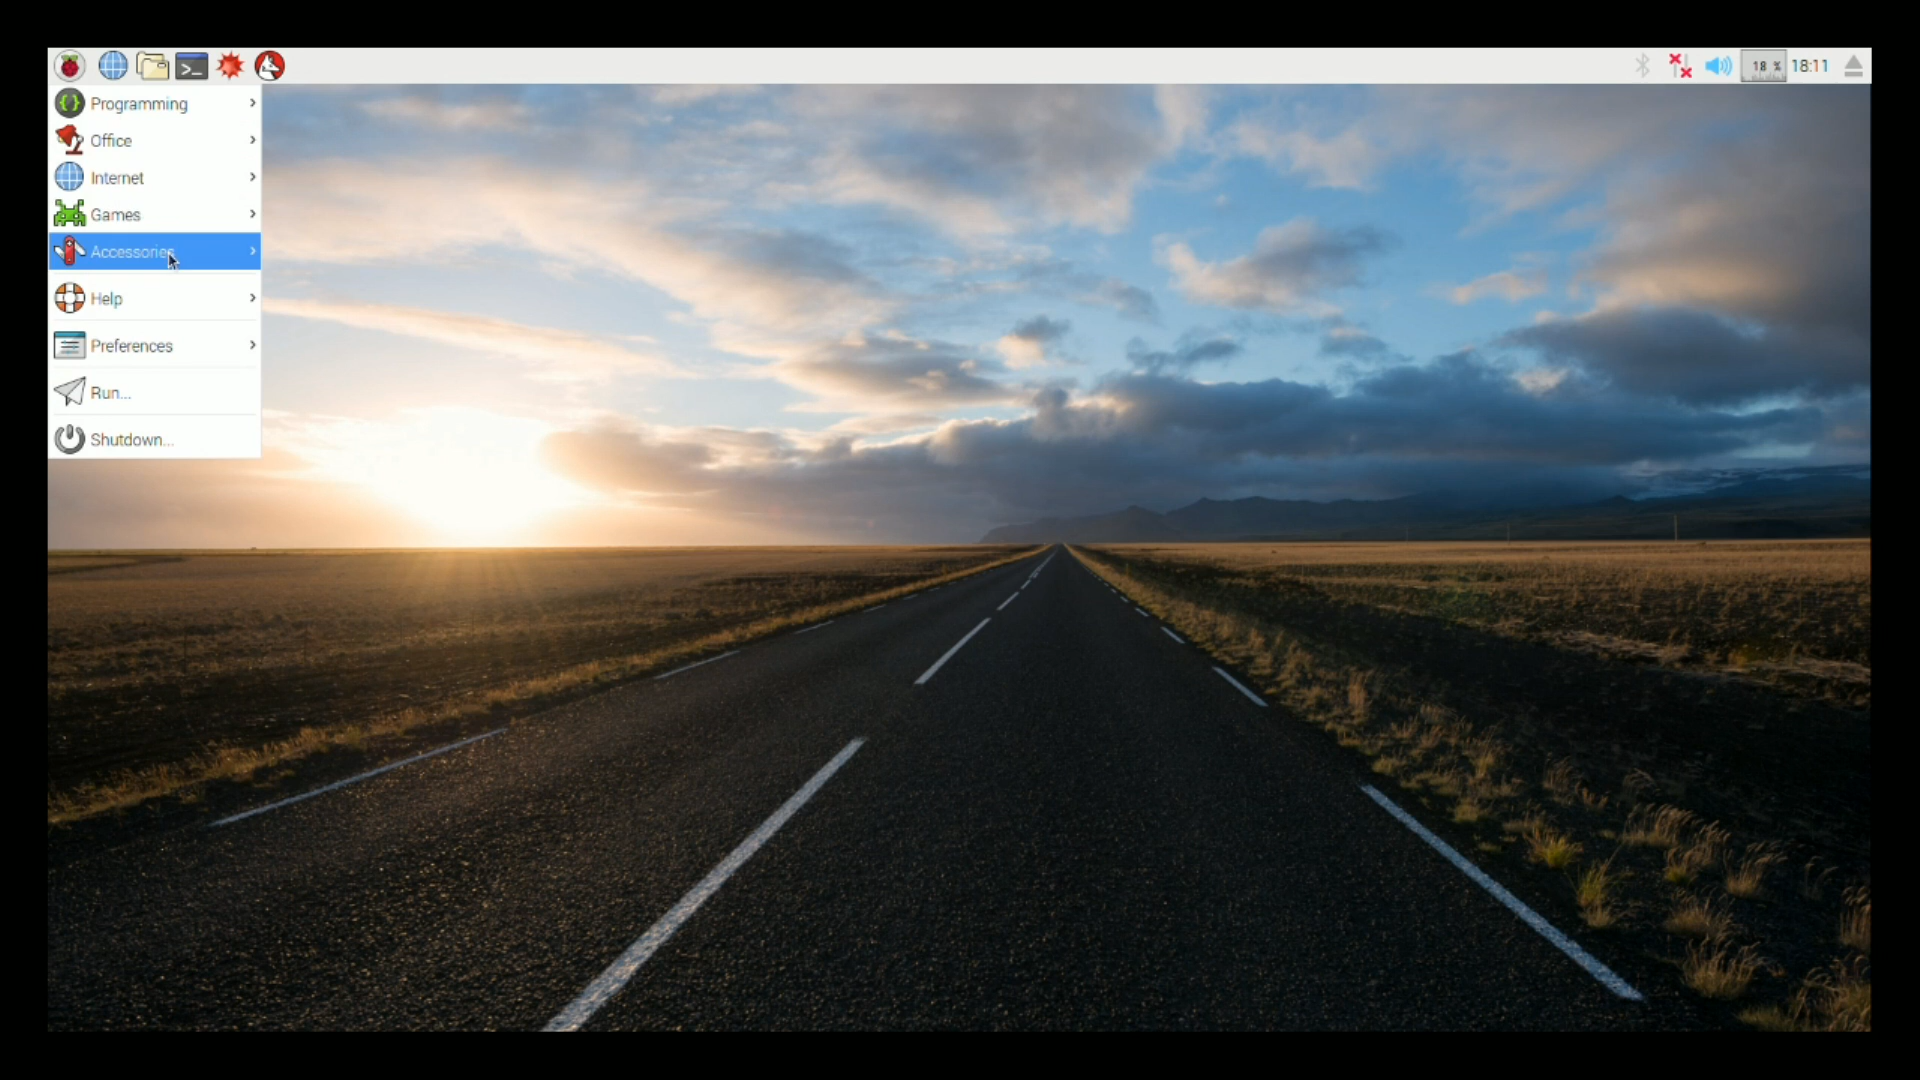 18 %
18:11
Programming
Office
Internet
Games
Accessories
Help
Preferences
Run...
Shutdown...